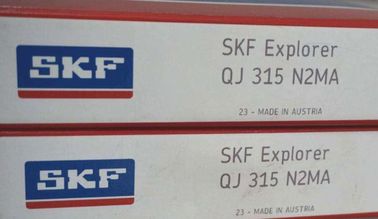 SKF
SKF Explorer
QJ 315 N2MA
23 - MADE IN AUSTRIA
SKF
SKF Explorer
QJ 315 N2MA
23 - MADE IN AUSTRIA